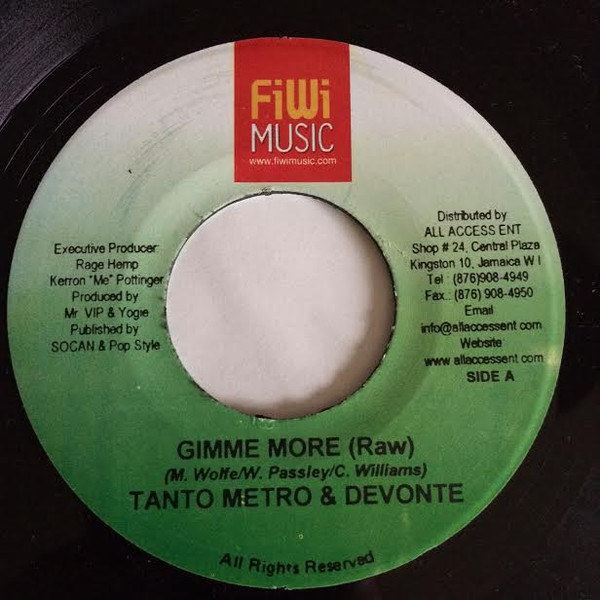 FiWi
MUSIC
www.fiwimusic.com
Executive Producer
Rage Hemp
Kerron "Me" Pottinger
Produced by
Mr VIP & Yogie
Published by
SOCAN & Pop Style
Distributed by
ALL ACCESS ENT
Shop # 24, Central Plaza
Kingston 10, Jamaica W I
Tel : (876)908-4949
Fax.: (876) 908-4950
Email
info@allaccessent.com
Website:
www.allaccessent.com
SIDE A
GIMME MORE (Raw)
(M. Wolfe/W. Passley/C. Williams)
TANTO METRO & DEVONTE
All Rights Reserved